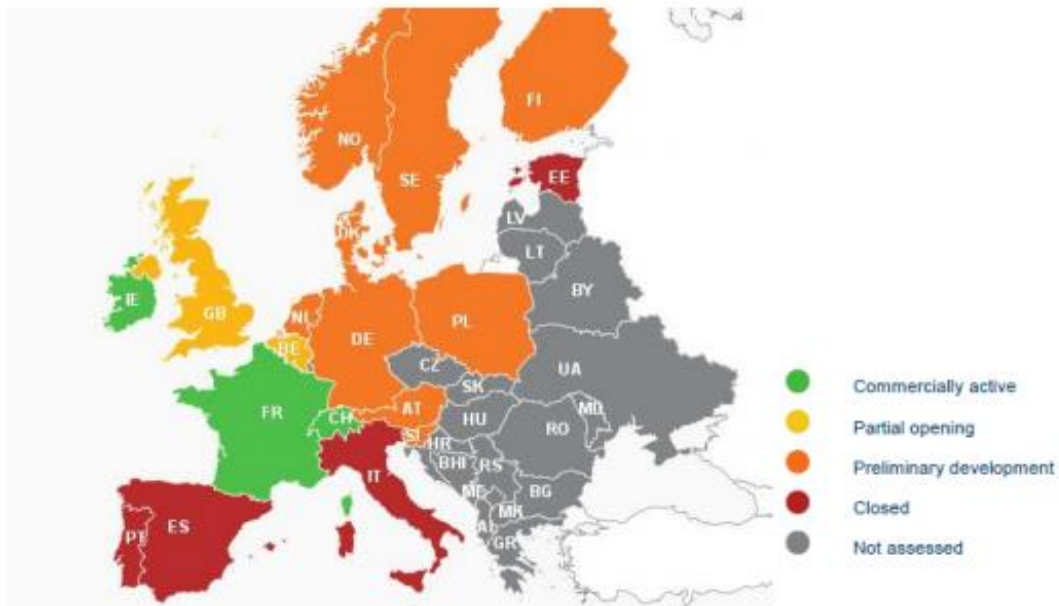 FI
NO
SE
EE
DK
LV
LT
IE
GB
BY
NL
DE
PL
BE
CZ
UA
SK
FR
AT
CH
HU
MD
SI
RO
HR
IT
BHI
RS
ME
BG
MK
AL
GR
PT
ES
Commercially active
Partial opening
Preliminary development
Closed
Not assessed